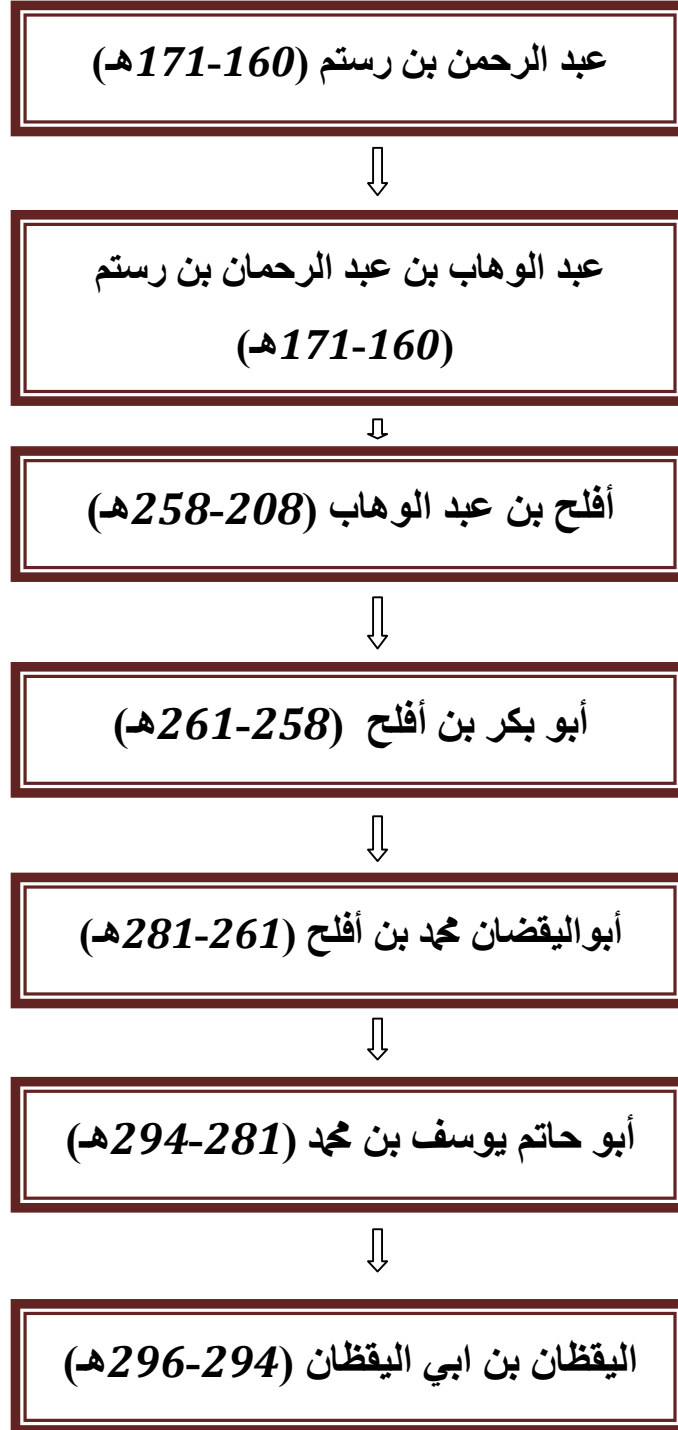 عبد الرحمن بن رستم (160-171هـ)
عبد الوهاب بن عبد الرحمان بن رستم
(160-171هـ)
أفلح بن عبد الوهاب (208-258هـ)
أبو بكر بن أفلح (258-261هـ)
أبواليقضان محمد بن أفلح (261-281هـ)
أبو حاتم يوسف بن محمد (281-294هـ)
اليقظان بن ابي اليقظان (294-296هـ)